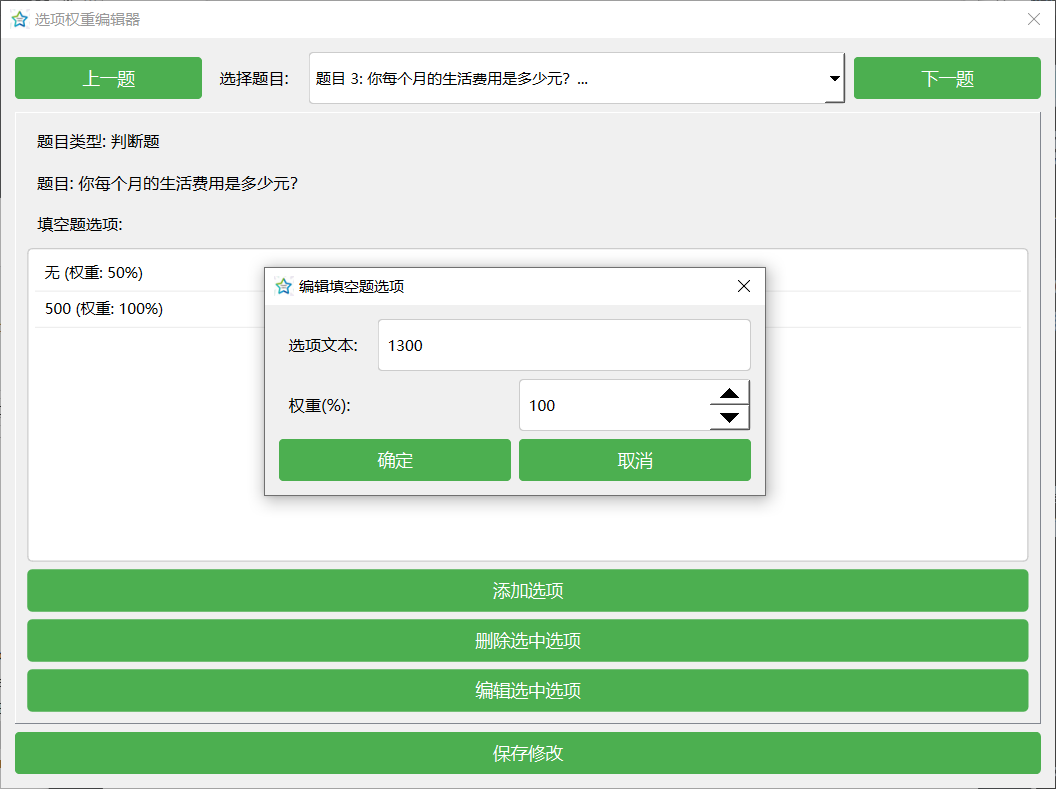 选项权重编辑器
上一题
选择题目:
题目 3: 你每个月的生活费用是多少元? ...
下一题
题目类型: 判断题
题目: 你每个月的生活费用是多少元?
填空题选项:
无 (权重: 50%)
500 (权重: 100%)
编辑填空题选项
选项文本:
1300
权重(%):
100
确定
取消
添加选项
删除选中选项
编辑选中选项
保存修改